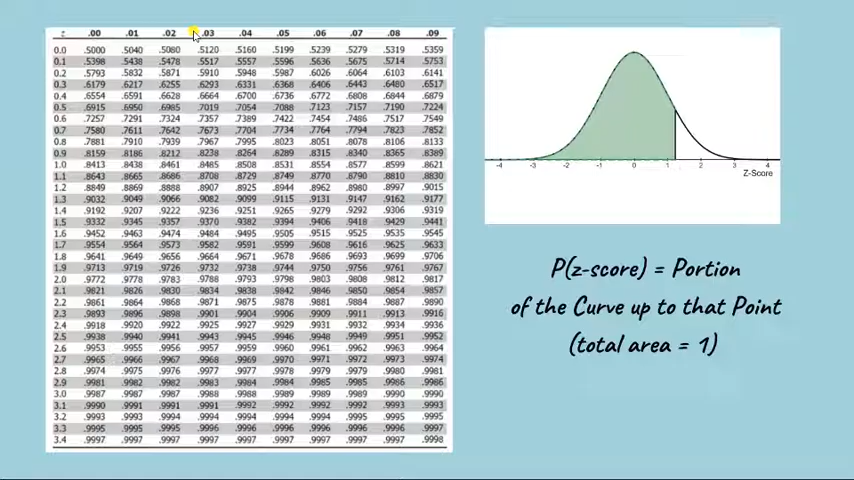 z .00 .01 .02 .03 .04 .05 .06 .07 .08 .09
0.0 .5000 .5040 .5080 .5120 .5160 .5199 .5239 .5279 .5319 .5359
0.1 .5398 .5438 .5478 .5517 .5557 .5596 .5636 .5675 .5714 .5753
0.2 .5793 .5832 .5871 .5910 .5948 .5987 .6026 .6064 .6103 .6141
0.3 .6179 .6217 .6255 .6293 .6331 .6368 .6406 .6443 .6480 .6517
0.4 .6554 .6591 .6628 .6664 .6700 .6736 .6772 .6808 .6844 .6879
0.5 .6915 .6950 .6985 .7019 .7054 .7088 .7123 .7157 .7190 .7224
0.6 .7257 .7291 .7324 .7357 .7389 .7422 .7454 .7486 .7517 .7549
0.7 .7580 .7611 .7642 .7673 .7704 .7734 .7764 .7794 .7823 .7852
0.8 .7881 .7910 .7939 .7967 .7995 .8023 .8051 .8078 .8106 .8133
0.9 .8159 .8186 .8212 .8238 .8264 .8289 .8315 .8340 .8365 .8389
1.0 .8413 .8438 .8461 .8485 .8508 .8531 .8554 .8577 .8599 .8621
1.1 .8643 .8665 .8686 .8708 .8729 .8749 .8770 .8790 .8810 .8830
1.2 .8849 .8869 .8888 .8907 .8925 .8944 .8962 .8980 .8997 .9015
1.3 .9032 .9049 .9066 .9082 .9099 .9115 .9131 .9147 .9162 .9177
1.4 .9192 .9207 .9222 .9236 .9251 .9265 .9279 .9292 .9306 .9319
1.5 .9332 .9345 .9357 .9370 .9382 .9394 .9406 .9418 .9429 .9441
1.6 .9452 .9463 .9474 .9484 .9495 .9505 .9515 .9525 .9535 .9545
1.7 .9554 .9564 .9573 .9582 .9591 .9599 .9608 .9616 .9625 .9633
1.8 .9641 .9649 .9656 .9664 .9671 .9678 .9686 .9693 .9699 .9706
1.9 .9713 .9719 .9726 .9732 .9738 .9744 .9750 .9756 .9761 .9767
2.0 .9772 .9778 .9783 .9788 .9793 .9798 .9803 .9808 .9812 .9817
2.1 .9821 .9826 .9830 .9834 .9838 .9842 .9846 .9850 .9854 .9857
2.2 .9861 .9864 .9868 .9871 .9875 .9878 .9881 .9884 .9887 .9890
2.3 .9893 .9896 .9898 .9901 .9904 .9906 .9909 .9911 .9913 .9916
2.4 .9918 .9920 .9922 .9925 .9927 .9929 .9931 .9932 .9934 .9936
2.5 .9938 .9940 .9941 .9943 .9945 .9946 .9948 .9949 .9951 .9952
2.6 .9953 .9955 .9956 .9957 .9959 .9960 .9961 .9962 .9963 .9964
2.7 .9965 .9966 .9967 .9968 .9969 .9970 .9971 .9972 .9973 .9974
2.8 .9974 .9975 .9976 .9977 .9977 .9978 .9979 .9979 .9980 .9981
2.9 .9981 .9982 .9982 .9983 .9984 .9984 .9985 .9985 .9986 .9986
3.0 .9987 .9987 .9987 .9988 .9988 .9989 .9989 .9989 .9990 .9990
3.1 .9990 .9991 .9991 .9991 .9992 .9992 .9992 .9992 .9993 .9993
3.2 .9993 .9993 .9994 .9994 .9994 .9994 .9994 .9995 .9995 .9995
3.3 .9995 .9995 .9995 .9996 .9996 .9996 .9996 .9996 .9996 .9997
3.4 .9997 .9997 .9997 .9997 .9997 .9997 .9997 .9997 .9997 .9998
-4 -3 -2 -1 0 1 2 3 4
Z-Score
P(z-score) = Portion
of the Curve up to that Point
(total area = 1)